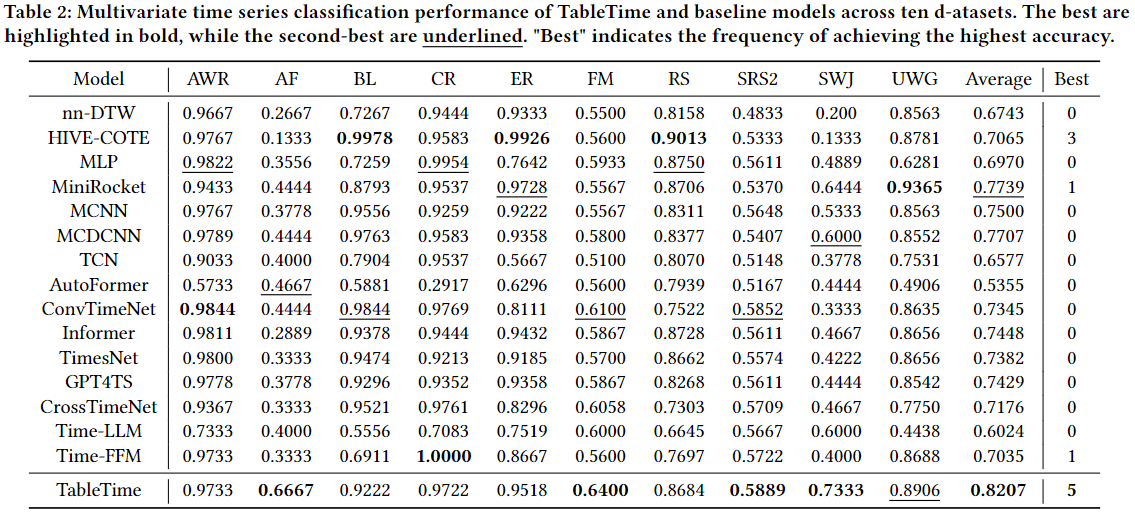 Table 2: Multivariate time series classification performance of TableTime and baseline models across ten d-atasets. The best are
highlighted in bold, while the second-best are underlined. "Best" indicates the frequency of achieving the highest accuracy.
Model AWR AF BL CR ER FM RS SRS2 SWJ UWG Average Best
nn-DTW 0.9667 0.2667 0.7267 0.9444 0.9333 0.5500 0.8158 0.4833 0.200 0.8563 0.6743 0
HIVE-COTE 0.9767 0.1333 0.9978 0.9583 0.9926 0.5600 0.9013 0.5333 0.1333 0.8781 0.7065 3
MLP 0.9822 0.3556 0.7259 0.9954 0.7642 0.5933 0.8750 0.5611 0.4889 0.6281 0.6970 0
MiniRocket 0.9433 0.4444 0.8793 0.9537 0.9728 0.5567 0.8706 0.5370 0.6444 0.9365 0.7739 1
MCNN 0.9767 0.3778 0.9556 0.9259 0.9222 0.5567 0.8311 0.5648 0.5333 0.8563 0.7500 0
MCDCNN 0.9789 0.4444 0.9763 0.9583 0.9358 0.5800 0.8377 0.5407 0.6000 0.8552 0.7707 0
TCN 0.9033 0.4000 0.7904 0.9537 0.5667 0.5100 0.8070 0.5148 0.3778 0.7531 0.6577 0
AutoFormer 0.5733 0.4667 0.5881 0.2917 0.6296 0.5600 0.7939 0.5167 0.4444 0.4906 0.5355 0
ConvTimeNet 0.9844 0.4444 0.9844 0.9769 0.8111 0.6100 0.7522 0.5852 0.3333 0.8635 0.7345 0
Informer 0.9811 0.2889 0.9378 0.9444 0.9432 0.5867 0.8728 0.5611 0.4667 0.8656 0.7448 0
TimesNet 0.9800 0.3333 0.9474 0.9213 0.9185 0.5700 0.8662 0.5574 0.4222 0.8656 0.7382 0
GPT4TS 0.9778 0.3778 0.9296 0.9352 0.9358 0.5867 0.8268 0.5611 0.4444 0.8542 0.7429 0
CrossTimeNet 0.9367 0.3333 0.9521 0.9761 0.8296 0.6058 0.7303 0.5709 0.4667 0.7750 0.7176 0
Time-LLM 0.7333 0.4000 0.5556 0.7083 0.7519 0.6000 0.6645 0.5667 0.6000 0.4438 0.6024 0
Time-FFM 0.9733 0.3333 0.6911 1.0000 0.8667 0.5600 0.7697 0.5722 0.4000 0.8688 0.7035 1
TableTime 0.9733 0.6667 0.9222 0.9722 0.9518 0.6400 0.8684 0.5889 0.7333 0.8906 0.8207 5